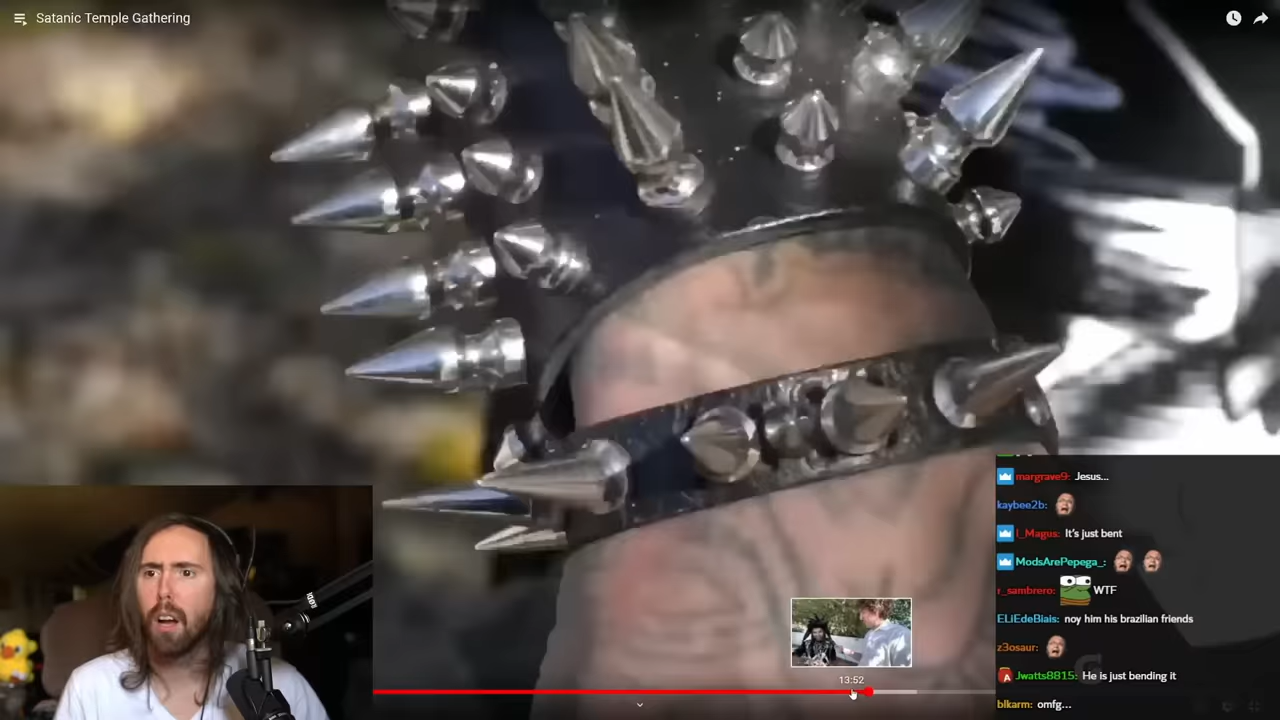 Satanic Temple Gathering
margrave9: Jesus...
kaybee2b:
I_Magus: It's just bent
ModsArePepega_:
r_sambrero: WTF
ELiEdeBiais: noy him his brazilian friends
z3osaur:
Jwatts8815: He is just bending it
blkarm: omfg...
13:52